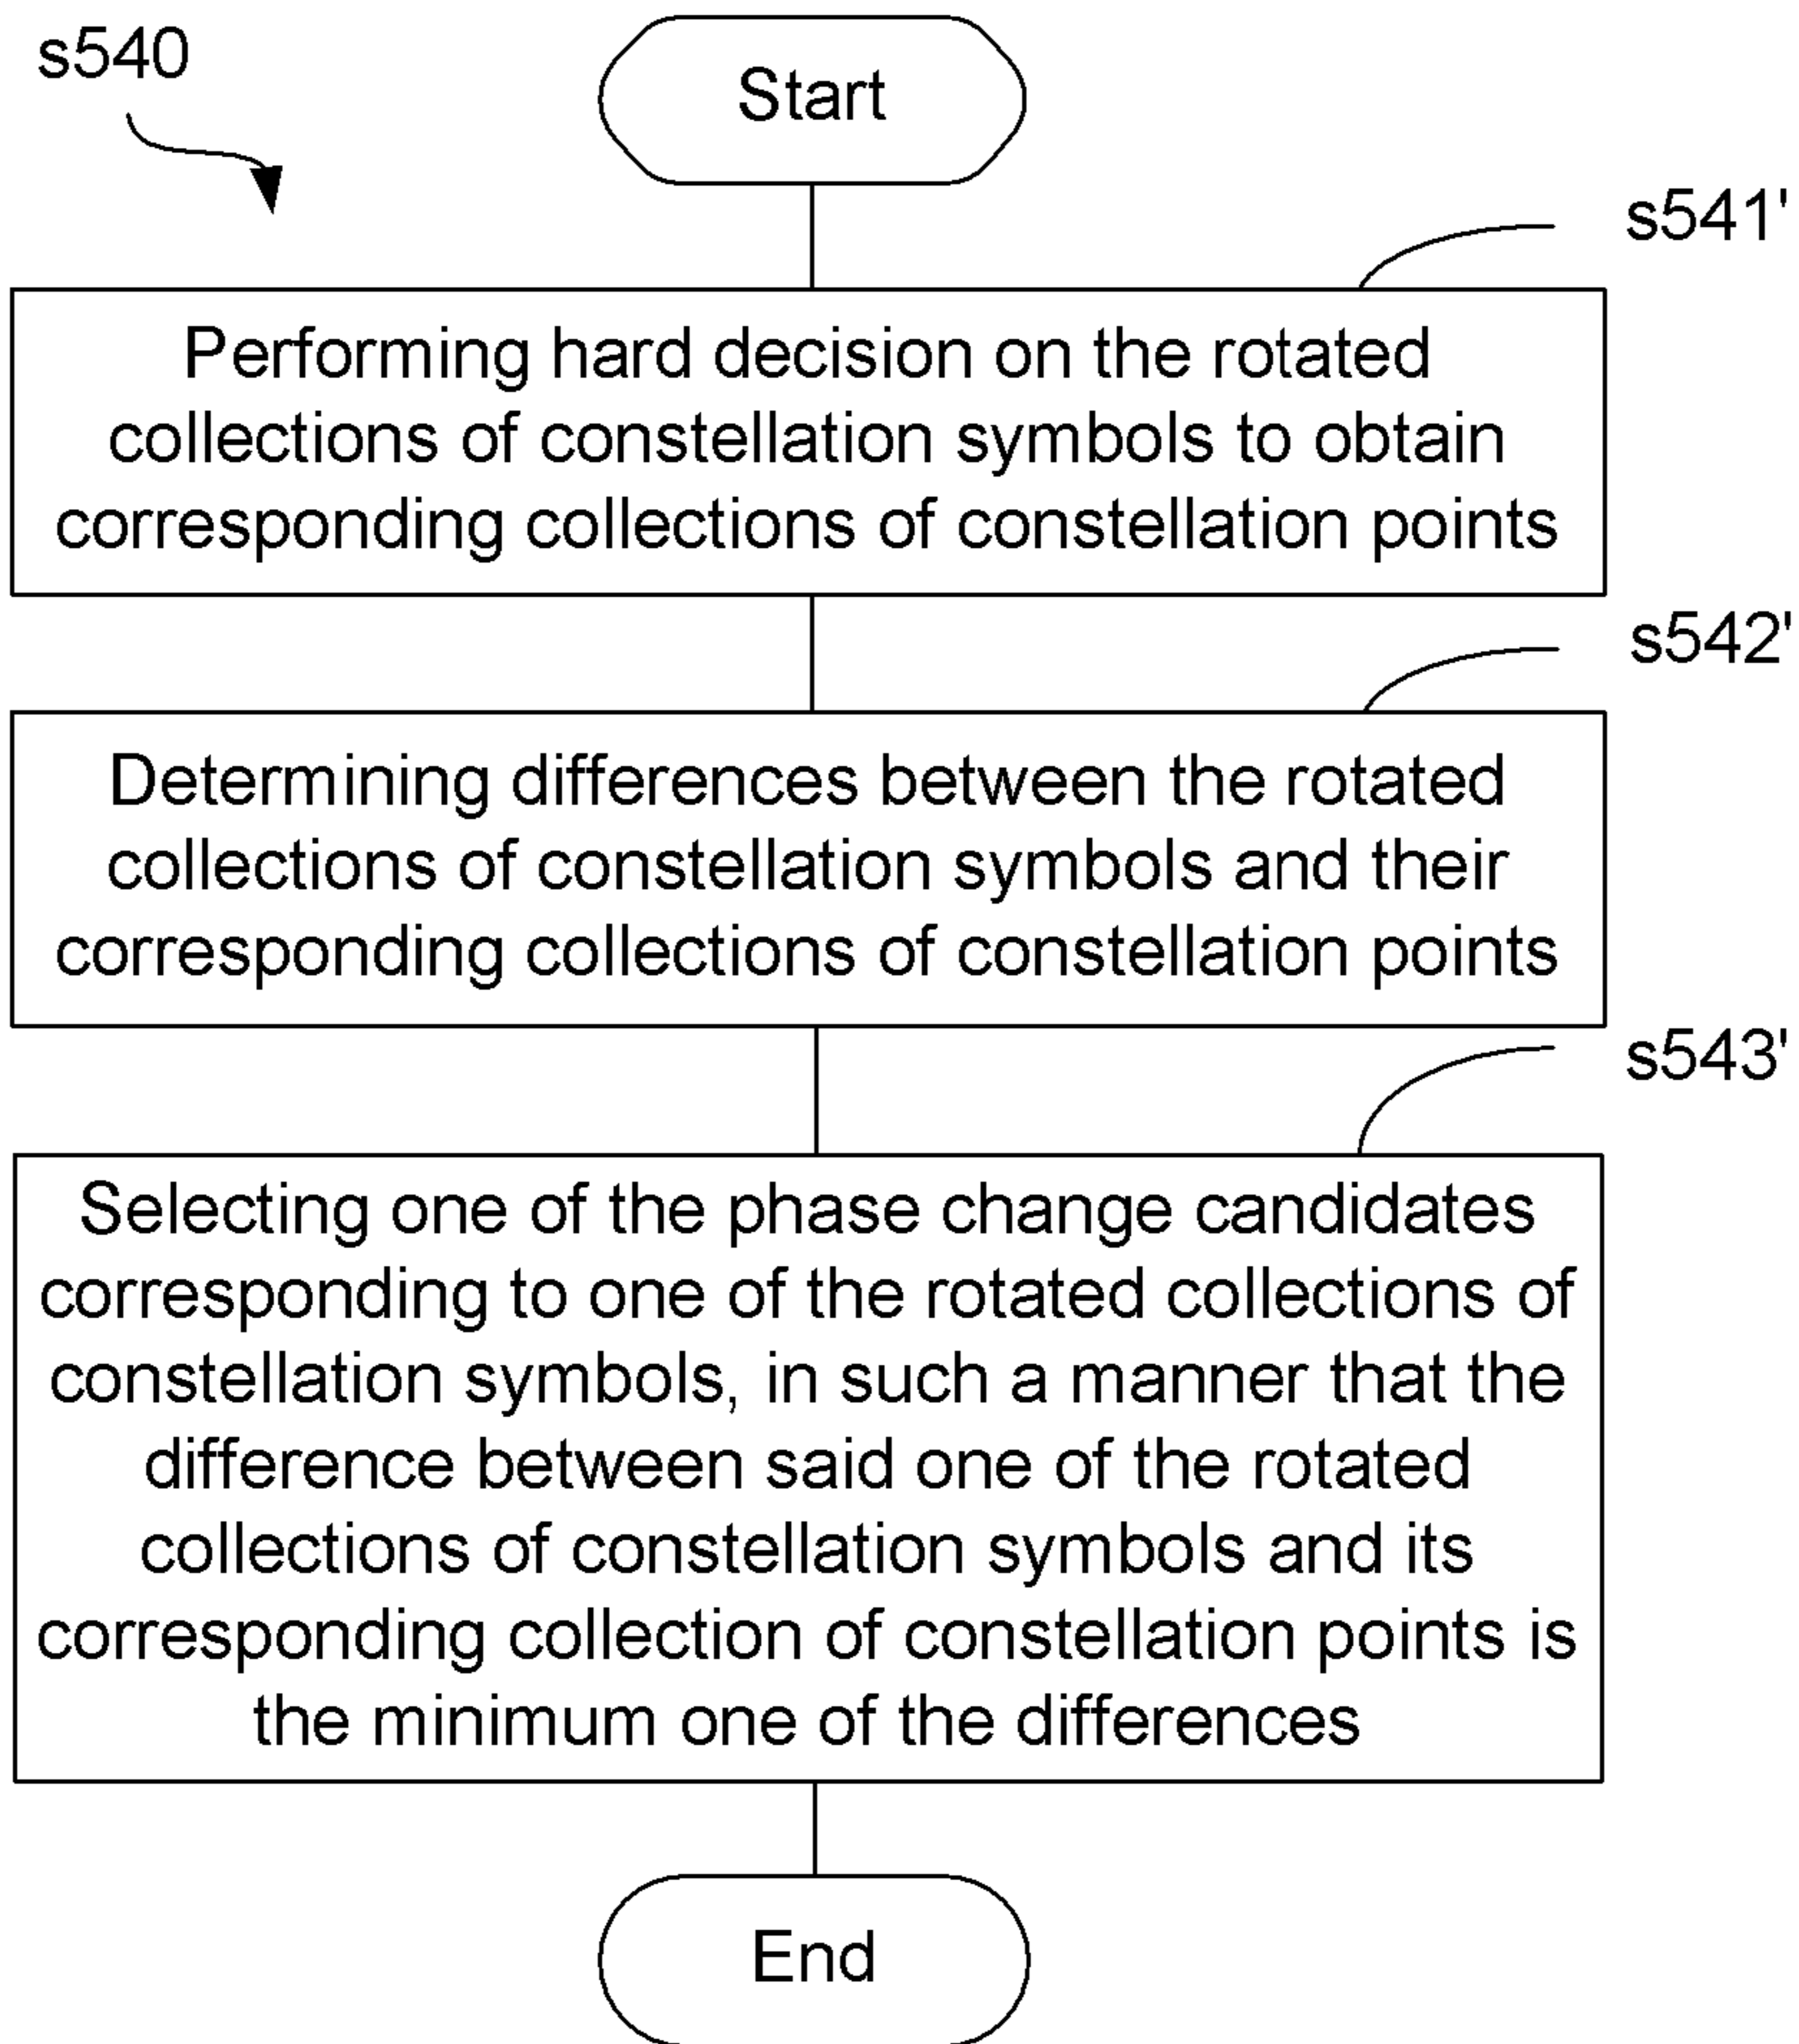 s540
Start
s541'
Performing hard decision on the rotated
collections of constellation symbols to obtain
corresponding collections of constellation points
s542'
Determining differences between the rotated
collections of constellation symbols and their
corresponding collections of constellation points
s543'
Selecting one of the phase change candidates
corresponding to one of the rotated collections of
constellation symbols, in such a manner that the
difference between said one of the rotated
collections of constellation symbols and its
corresponding collection of constellation points is
the minimum one of the differences
End